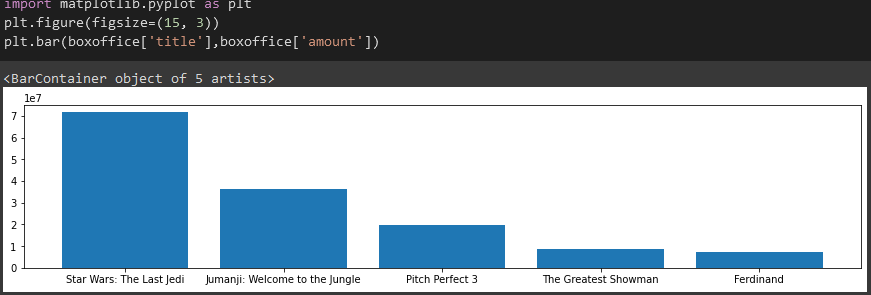 import matplotlib.pyplot as plt
plt.figure(figsize=(15, 3))
plt.bar(boxoffice['title'],boxoffice['amount'])
<BarContainer object of 5 artists>
1e7
7
6
5
4
3
2
1
0
Star Wars: The Last Jedi Jumanji: Welcome to the Jungle Pitch Perfect 3 The Greatest Showman Ferdinand